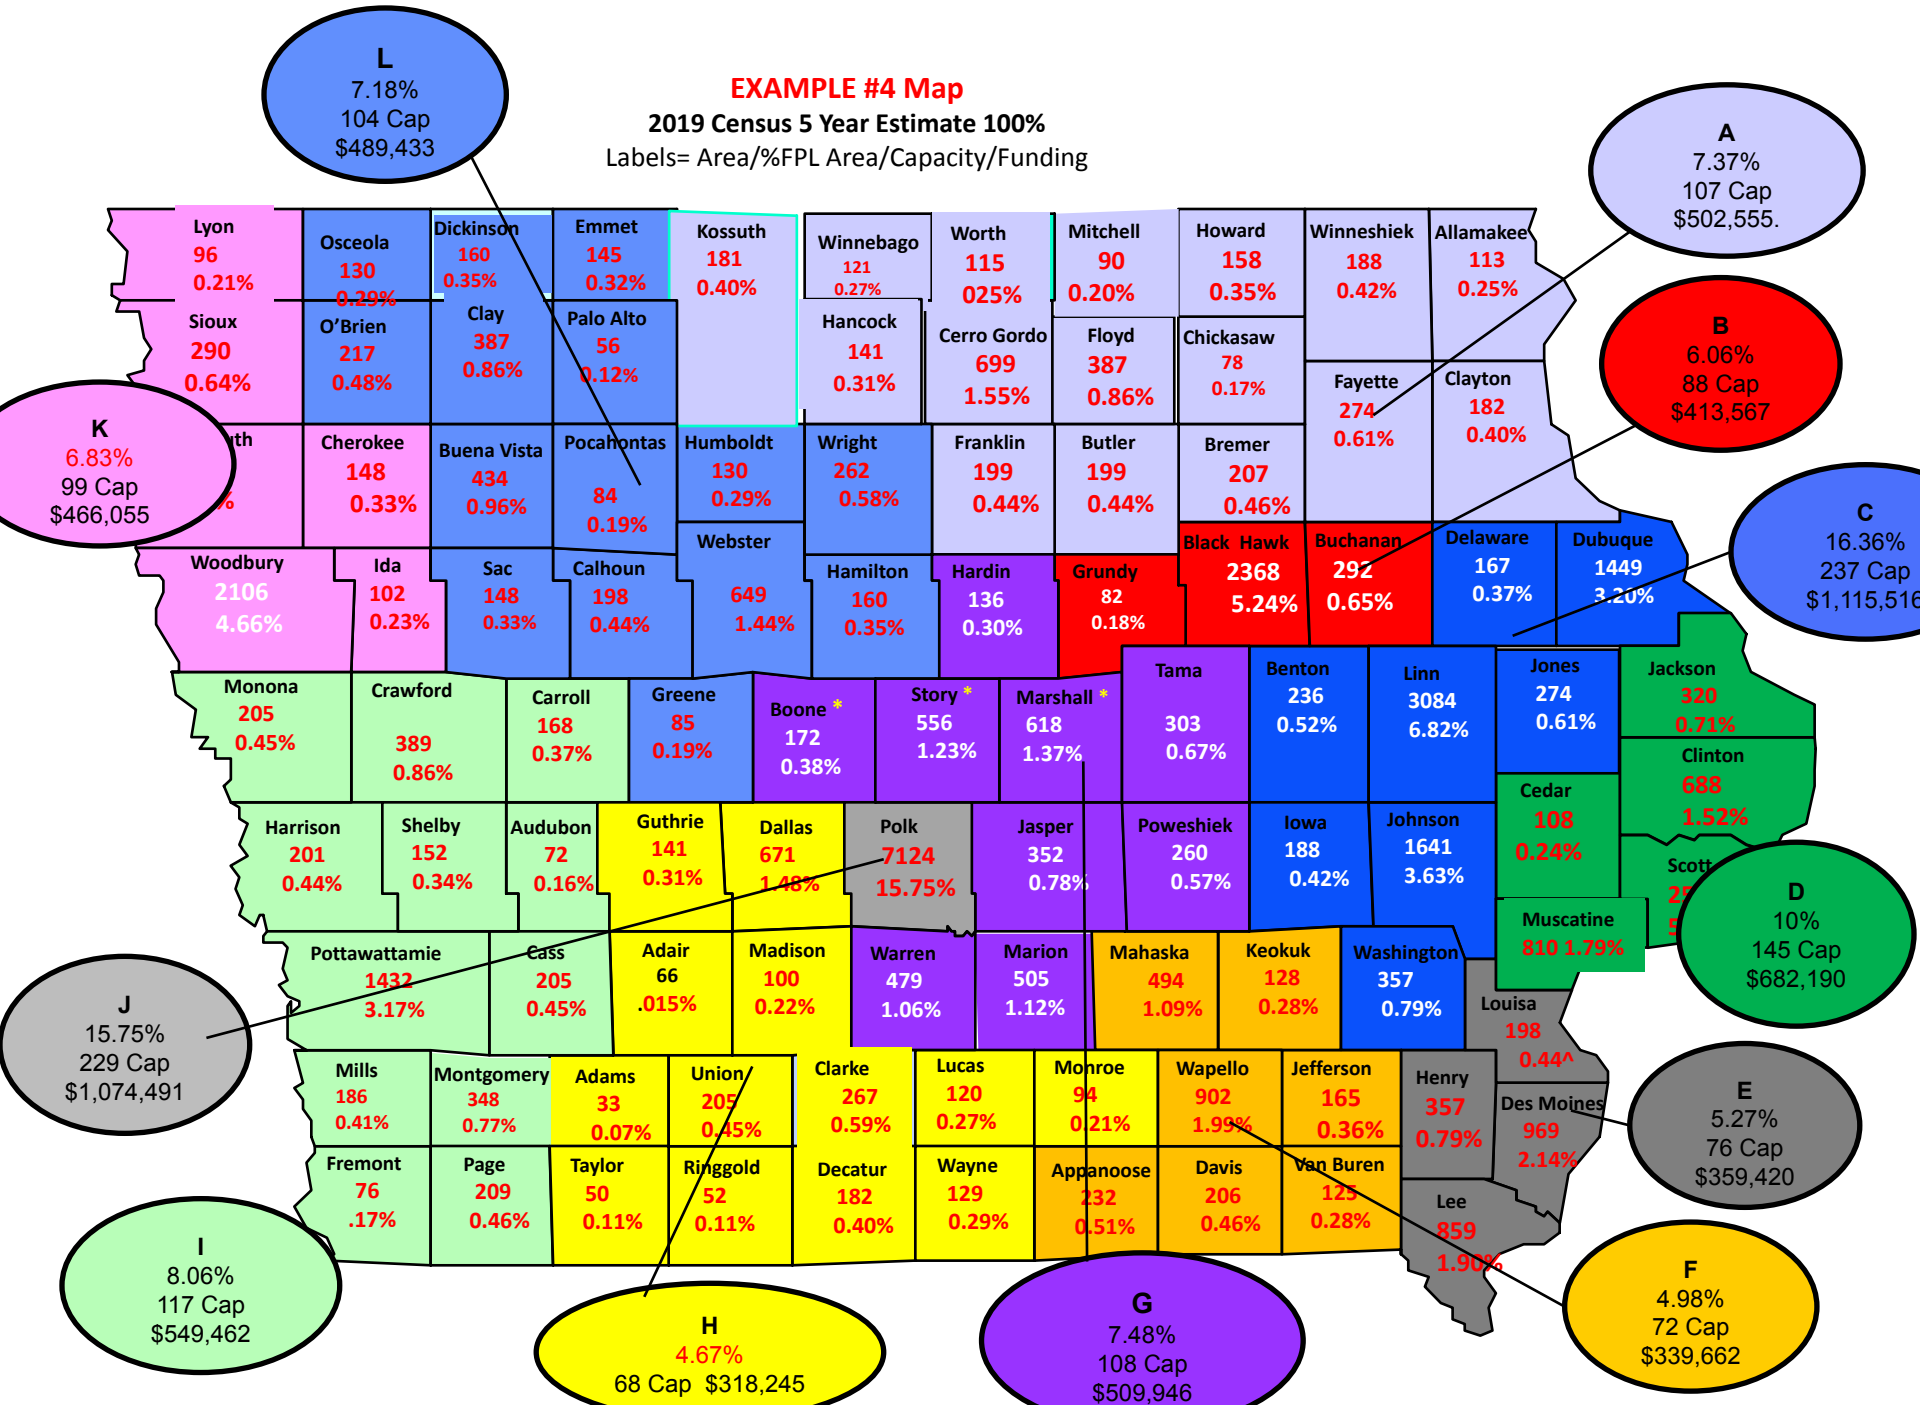 L
7.18%
104 Cap
$489,433
EXAMPLE #4 Map
2019 Census 5 Year Estimate 100%
Labels= Area/%FPL Area/Capacity/Funding
A
7.37%
107 Cap
$502,555.
Lyon
96
0.21%
Osceola
130
0.29%
Dickinson
160
0.35%
Emmet
145
0.32%
Kossuth
181
0.40%
Winnebago
121
0.27%
Worth
115
025%
Mitchell
90
0.20%
Howard
158
0.35%
Winneshiek
188
0.42%
Allamakee
113
0.25%
B
6.06%
88 Cap
$413,567
Sioux
290
0.64%
O'Brien
217
0.48%
Clay
387
0.86%
Palo Alto
56
0.12%
Hancock
141
0.31%
Cerro Gordo
699
1.55%
Floyd
387
0.86%
Chickasaw
78
0.17%
Fayette
274
0.61%
Clayton
182
0.40%
K
6.83%
99 Cap
$466,055
uth
%
Cherokee
148
0.33%
Buena Vista
434
0.96%
Pocahontas
84
0.19%
Humboldt
130
0.29%
Wright
262
0.58%
Franklin
199
0.44%
Butler
199
0.44%
Bremer
207
0.46%
C
16.36%
237 Cap
$1,115,516
Woodbury
2106
4.66%
Ida
102
0.23%
Sac
148
0.33%
Calhoun
198
0.44%
Webster
649
1.44%
Hamilton
160
0.35%
Hardin
136
0.30%
Grundy
82
0.18%
Black Hawk
2368
5.24%
Buchanan
292
0.65%
Delaware
167
0.37%
Dubuque
1449
3.20%
Monona
205
0.45%
Crawford
389
0.86%
Carroll
168
0.37%
Greene
85
0.19%
Boone *
172
0.38%
Story *
556
1.23%
Marshall *
618
1.37%
Tama
303
0.67%
Benton
236
0.52%
Linn
3084
6.82%
Jones
274
0.61%
Jackson
320
0.71%
Clinton
688
1.52%
Harrison
201
0.44%
Shelby
152
0.34%
Audubon
72
0.16%
Guthrie
141
0.31%
Dallas
671
1.48%
Polk
7124
15.75%
Jasper
352
0.78%
Poweshiek
260
0.57%
Iowa
188
0.42%
Johnson
1641
3.63%
Cedar
108
0.24%
Scott
25
5
D
10%
145 Cap
$682,190
Muscatine
810 1.79%
Pottawattamie
1432
3.17%
Cass
205
0.45%
Adair
66
.015%
Madison
100
0.22%
Warren
479
1.06%
Marion
505
1.12%
Mahaska
494
1.09%
Keokuk
128
0.28%
Washington
357
0.79%
Louisa
198
0.44^
J
15.75%
229 Cap
$1,074,491
Mills
186
0.41%
Montgomery
348
0.77%
Adams
33
0.07%
Union
205
0.45%
Clarke
267
0.59%
Lucas
120
0.27%
Monroe
94
0.21%
Wapello
902
1.99%
Jefferson
165
0.36%
Henry
357
0.79%
Des Moines
969
2.14%
E
5.27%
76 Cap
$359,420
Fremont
76
.17%
Page
209
0.46%
Taylor
50
0.11%
Ringgold
52
0.11%
Decatur
182
0.40%
Wayne
129
0.29%
Appanoose
232
0.51%
Davis
206
0.46%
Van Buren
125
0.28%
Lee
859
1.90%
I
8.06%
117 Cap
$549,462
H
4.67%
68 Cap $318,245
G
7.48%
108 Cap
$509,946
F
4.98%
72 Cap
$339,662